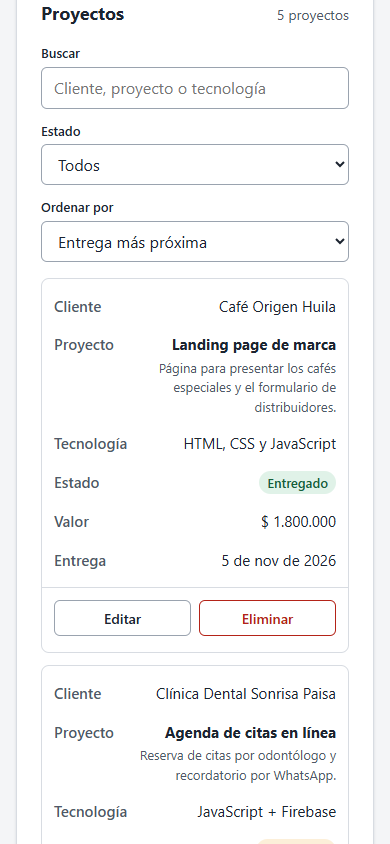 Proyectos 5 proyectos
Buscar
Cliente, proyecto o tecnología
Estado
Todos
Ordenar por
Entrega más próxima
Cliente Café Origen Huila
Proyecto Landing page de marca
Página para presentar los cafés
especiales y el formulario de
distribuidores.
Tecnología HTML, CSS y JavaScript
Estado Entregado
Valor $ 1.800.000
Entrega 5 de nov de 2026
Editar Eliminar
Cliente Clínica Dental Sonrisa Paisa
Proyecto Agenda de citas en línea
Reserva de citas por odontólogo y
recordatorio por WhatsApp.
Tecnología JavaScript + Firebase